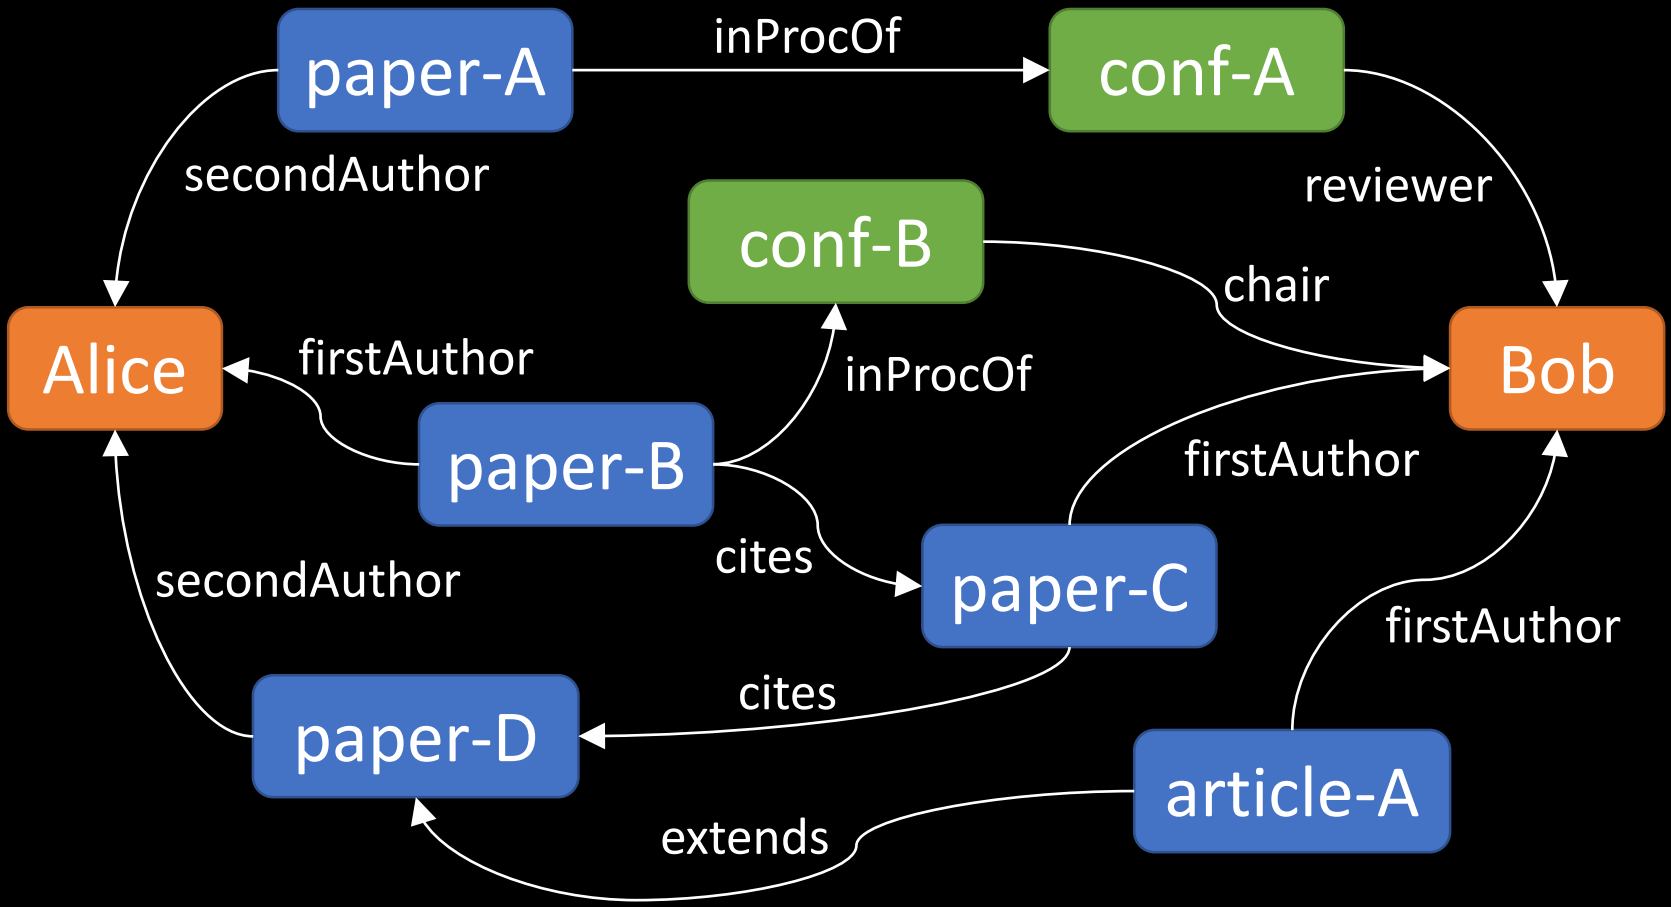 inProcOf
paper-A
conf-A
secondAuthor
reviewer
conf-B
chair
Alice
firstAuthor
inProcOf
Bob
paper-B
firstAuthor
cites
secondAuthor
paper-C
firstAuthor
cites
paper-D
article-A
extends